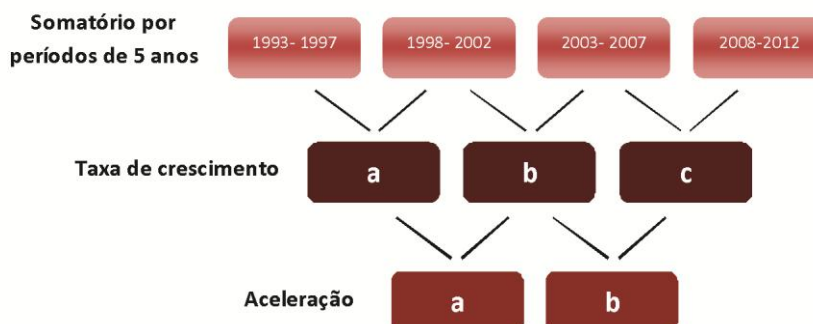 Somatório por
períodos de 5 anos
1993- 1997
1998- 2002
2003- 2007
2008-2012
Taxa de crescimento
a
b
c
Aceleração
a
b